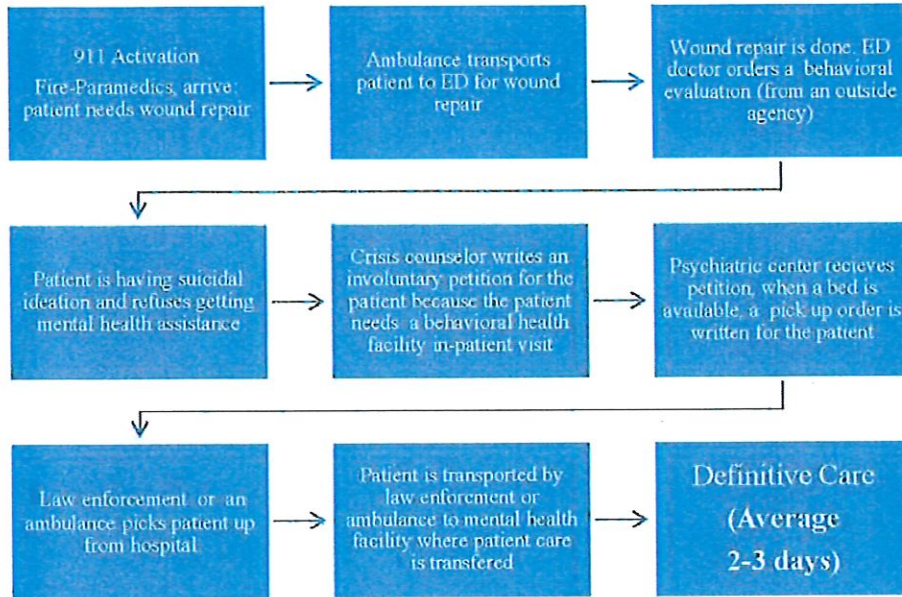 911 Activation
Fire-Paramedics, arrive:
patient needs wound repair
Ambulance transports
patient to ED for wound
repair
Wound repair is done. ED
doctor orders a behavioral
evaluation (from an outside
agency)
Patient is having suicidal
ideation and refuses getting
mental health assistance
Crisis counselor writes an
involuntary petition for the
patient because the patient
needs a behavioral health
facility in-patient visit
Psychiatric center recieves
petition, when a bed is
available, a pick up order is
written for the patient
Law enforcement or an
ambulance picks patient up
from hospital
Patient is transported by
law enforcement or
ambulance to mental health
facility where patient care
is transfered
Definitive Care
(Average
2-3 days)